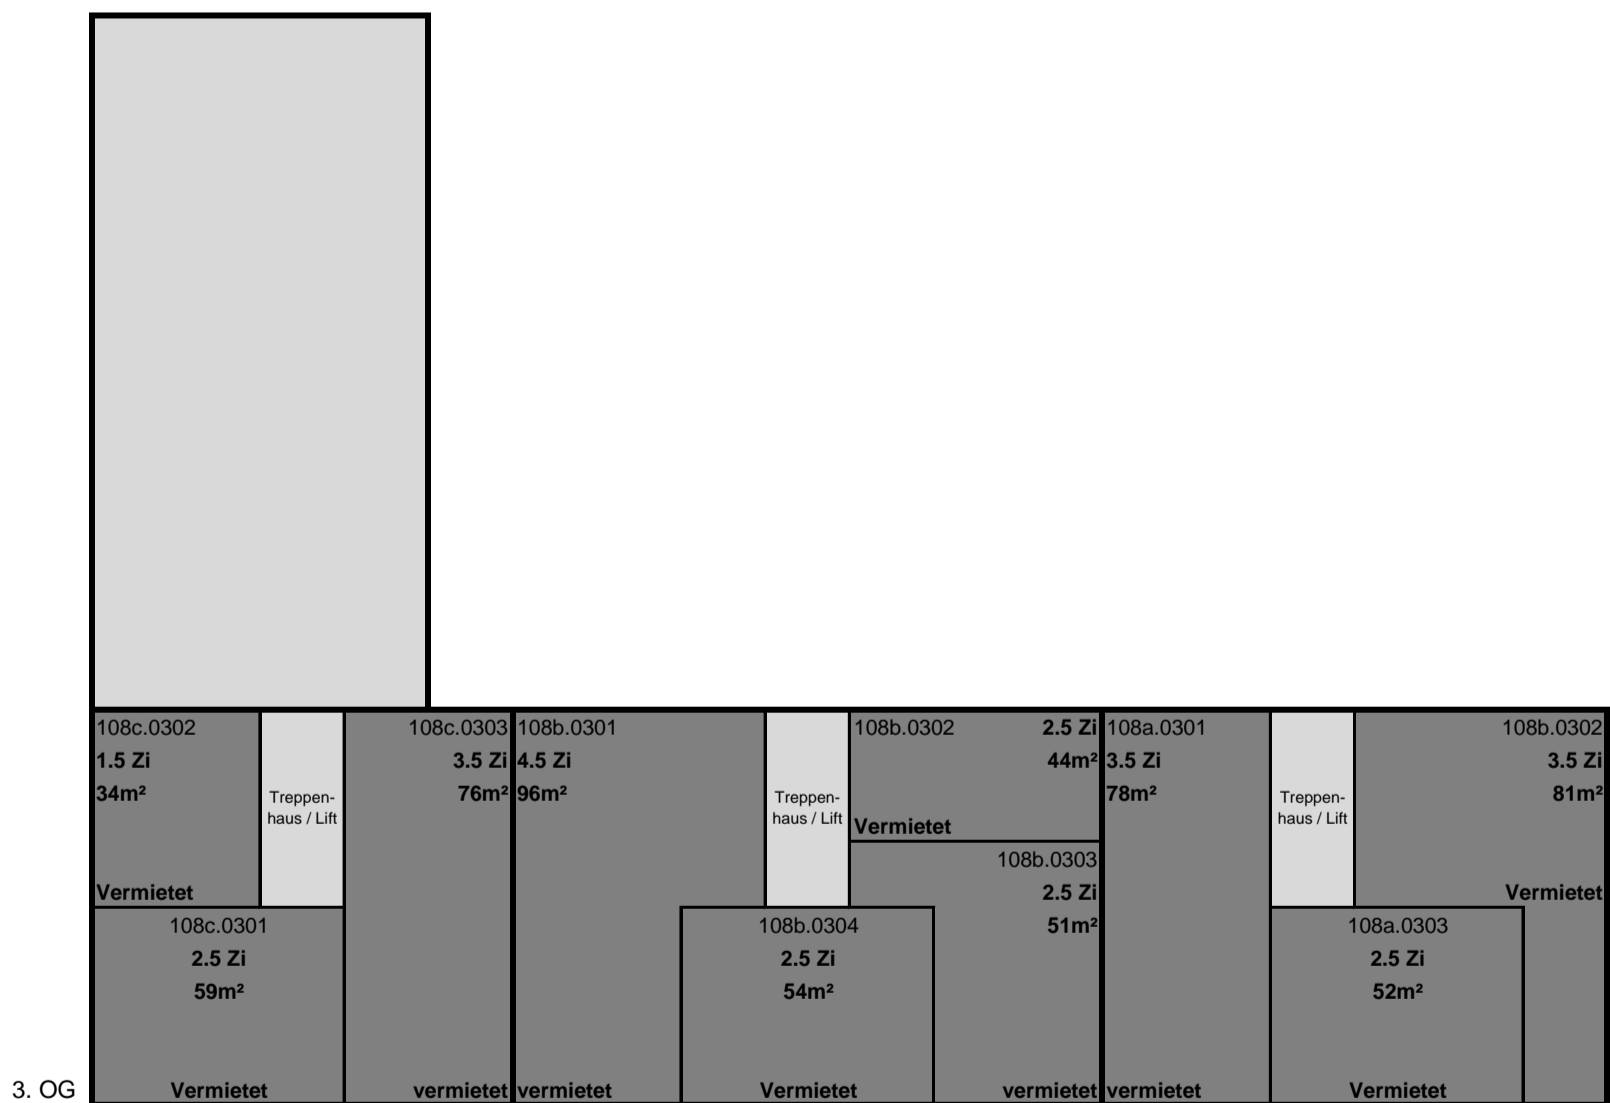 108c.0302
1.5 Zi
34m²
Vermietet
Treppen-
haus / Lift
108c.0303
3.5 Zi
76m²
vermietet
108c.0301
2.5 Zi
59m²
Vermietet
108b.0301
4.5 Zi
96m²
vermietet
Treppen-
haus / Lift
108b.0302 2.5 Zi
44m²
Vermietet
108b.0303
2.5 Zi
51m²
vermietet
108b.0304
2.5 Zi
54m²
Vermietet
108a.0301
3.5 Zi
78m²
vermietet
Treppen-
haus / Lift
108b.0302
3.5 Zi
81m²
Vermietet
108a.0303
2.5 Zi
52m²
Vermietet
3. OG